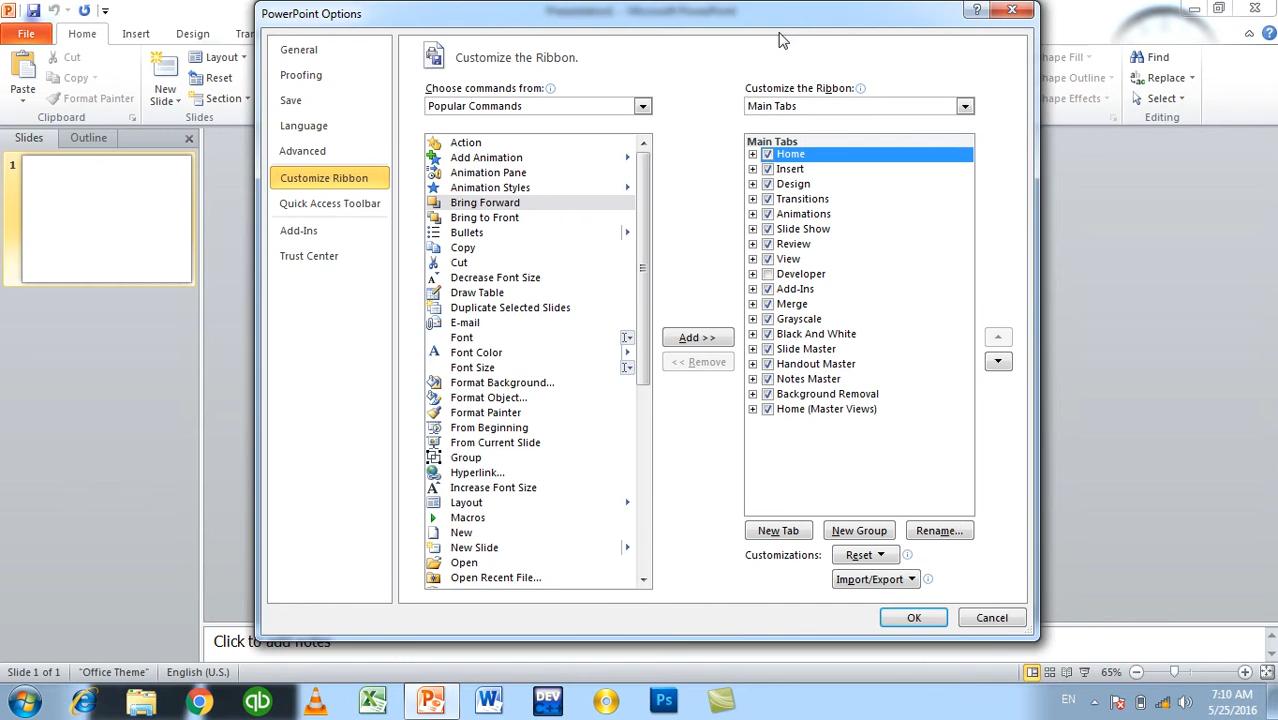 PowerPoint Options
File
Home
Insert
Design
Cut
Copy
Format Painter
Paste
Clipboard
New
Slide
Layout
Reset
Section
Slides
Shape Outline
Find
Replace
Select
Editing
Slides
Outline
1
General
Proofing
Save
Language
Advanced
Customize Ribbon
Quick Access Toolbar
Add-Ins
Trust Center
Customize the Ribbon.
Choose commands from:
Popular Commands
Action
Add Animation
Animation Pane
Animation Styles
Bring Forward
Bring to Front
Bullets
Copy
Cut
Decrease Font Size
Draw Table
Duplicate Selected Slides
E-mail
Font
Font Color
Font Size
Format Background...
Format Object...
Format Painter
From Beginning
From Current Slide
Group
Hyperlink...
Increase Font Size
Layout
Macros
New
New Slide
Open
Open Recent File...
Add >>
<< Remove
Customize the Ribbon:
Main Tabs
Main Tabs
Home
Insert
Design
Transitions
Animations
Slide Show
Review
View
Developer
Add-Ins
Merge
Grayscale
Black And White
Slide Master
Handout Master
Notes Master
Background Removal
Home (Master Views)
New Tab
New Group
Rename...
Customizations:
Reset
Import/Export
OK
Cancel
Click to add notes
Slide 1 of 1
"Office Theme"
English (U.S.)
65%
EN
7:10 AM
5/25/2016